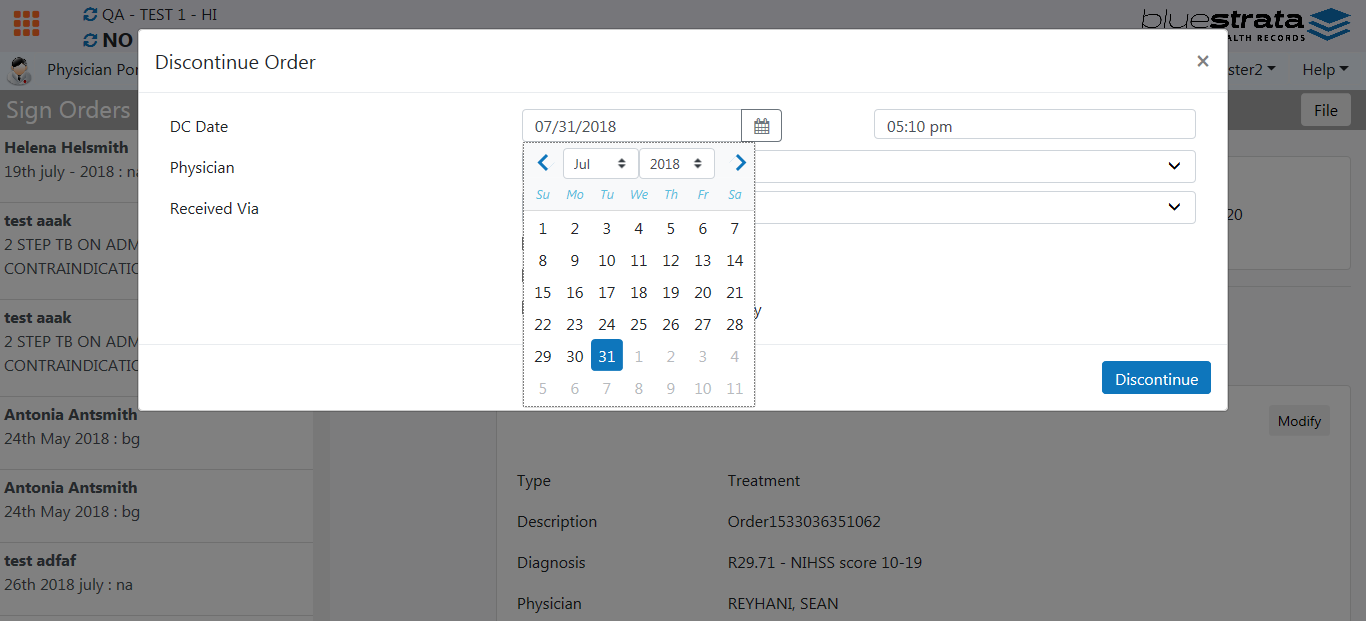 QA - TEST 1 - HI
NO
bluestrata
HEALTH RECORDS
Physician Por
ster2
Help
Sign Orders
File
Discontinue Order
×
DC Date
07/31/2018
05:10 pm
Physician
Received Via
Jul
2018
Su Mo Tu We Th Fr Sa
1 2 3 4 5 6 7
8 9 10 11 12 13 14
15 16 17 18 19 20 21
22 23 24 25 26 27 28
29 30 31 1 2 3 4
5 6 7 8 9 10 11
y
Discontinue
Helena Helsmith
19th july - 2018 : na
test aaak
2 STEP TB ON ADM
CONTRAINDICATIO
test aaak
2 STEP TB ON ADM
CONTRAINDICATIO
Antonia Antsmith
24th May 2018 : bg
Antonia Antsmith
24th May 2018 : bg
test adfaf
26th 2018 july : na
20
Modify
Type Treatment
Description Order1533036351062
Diagnosis R29.71 - NIHSS score 10-19
Physician REYHANI, SEAN